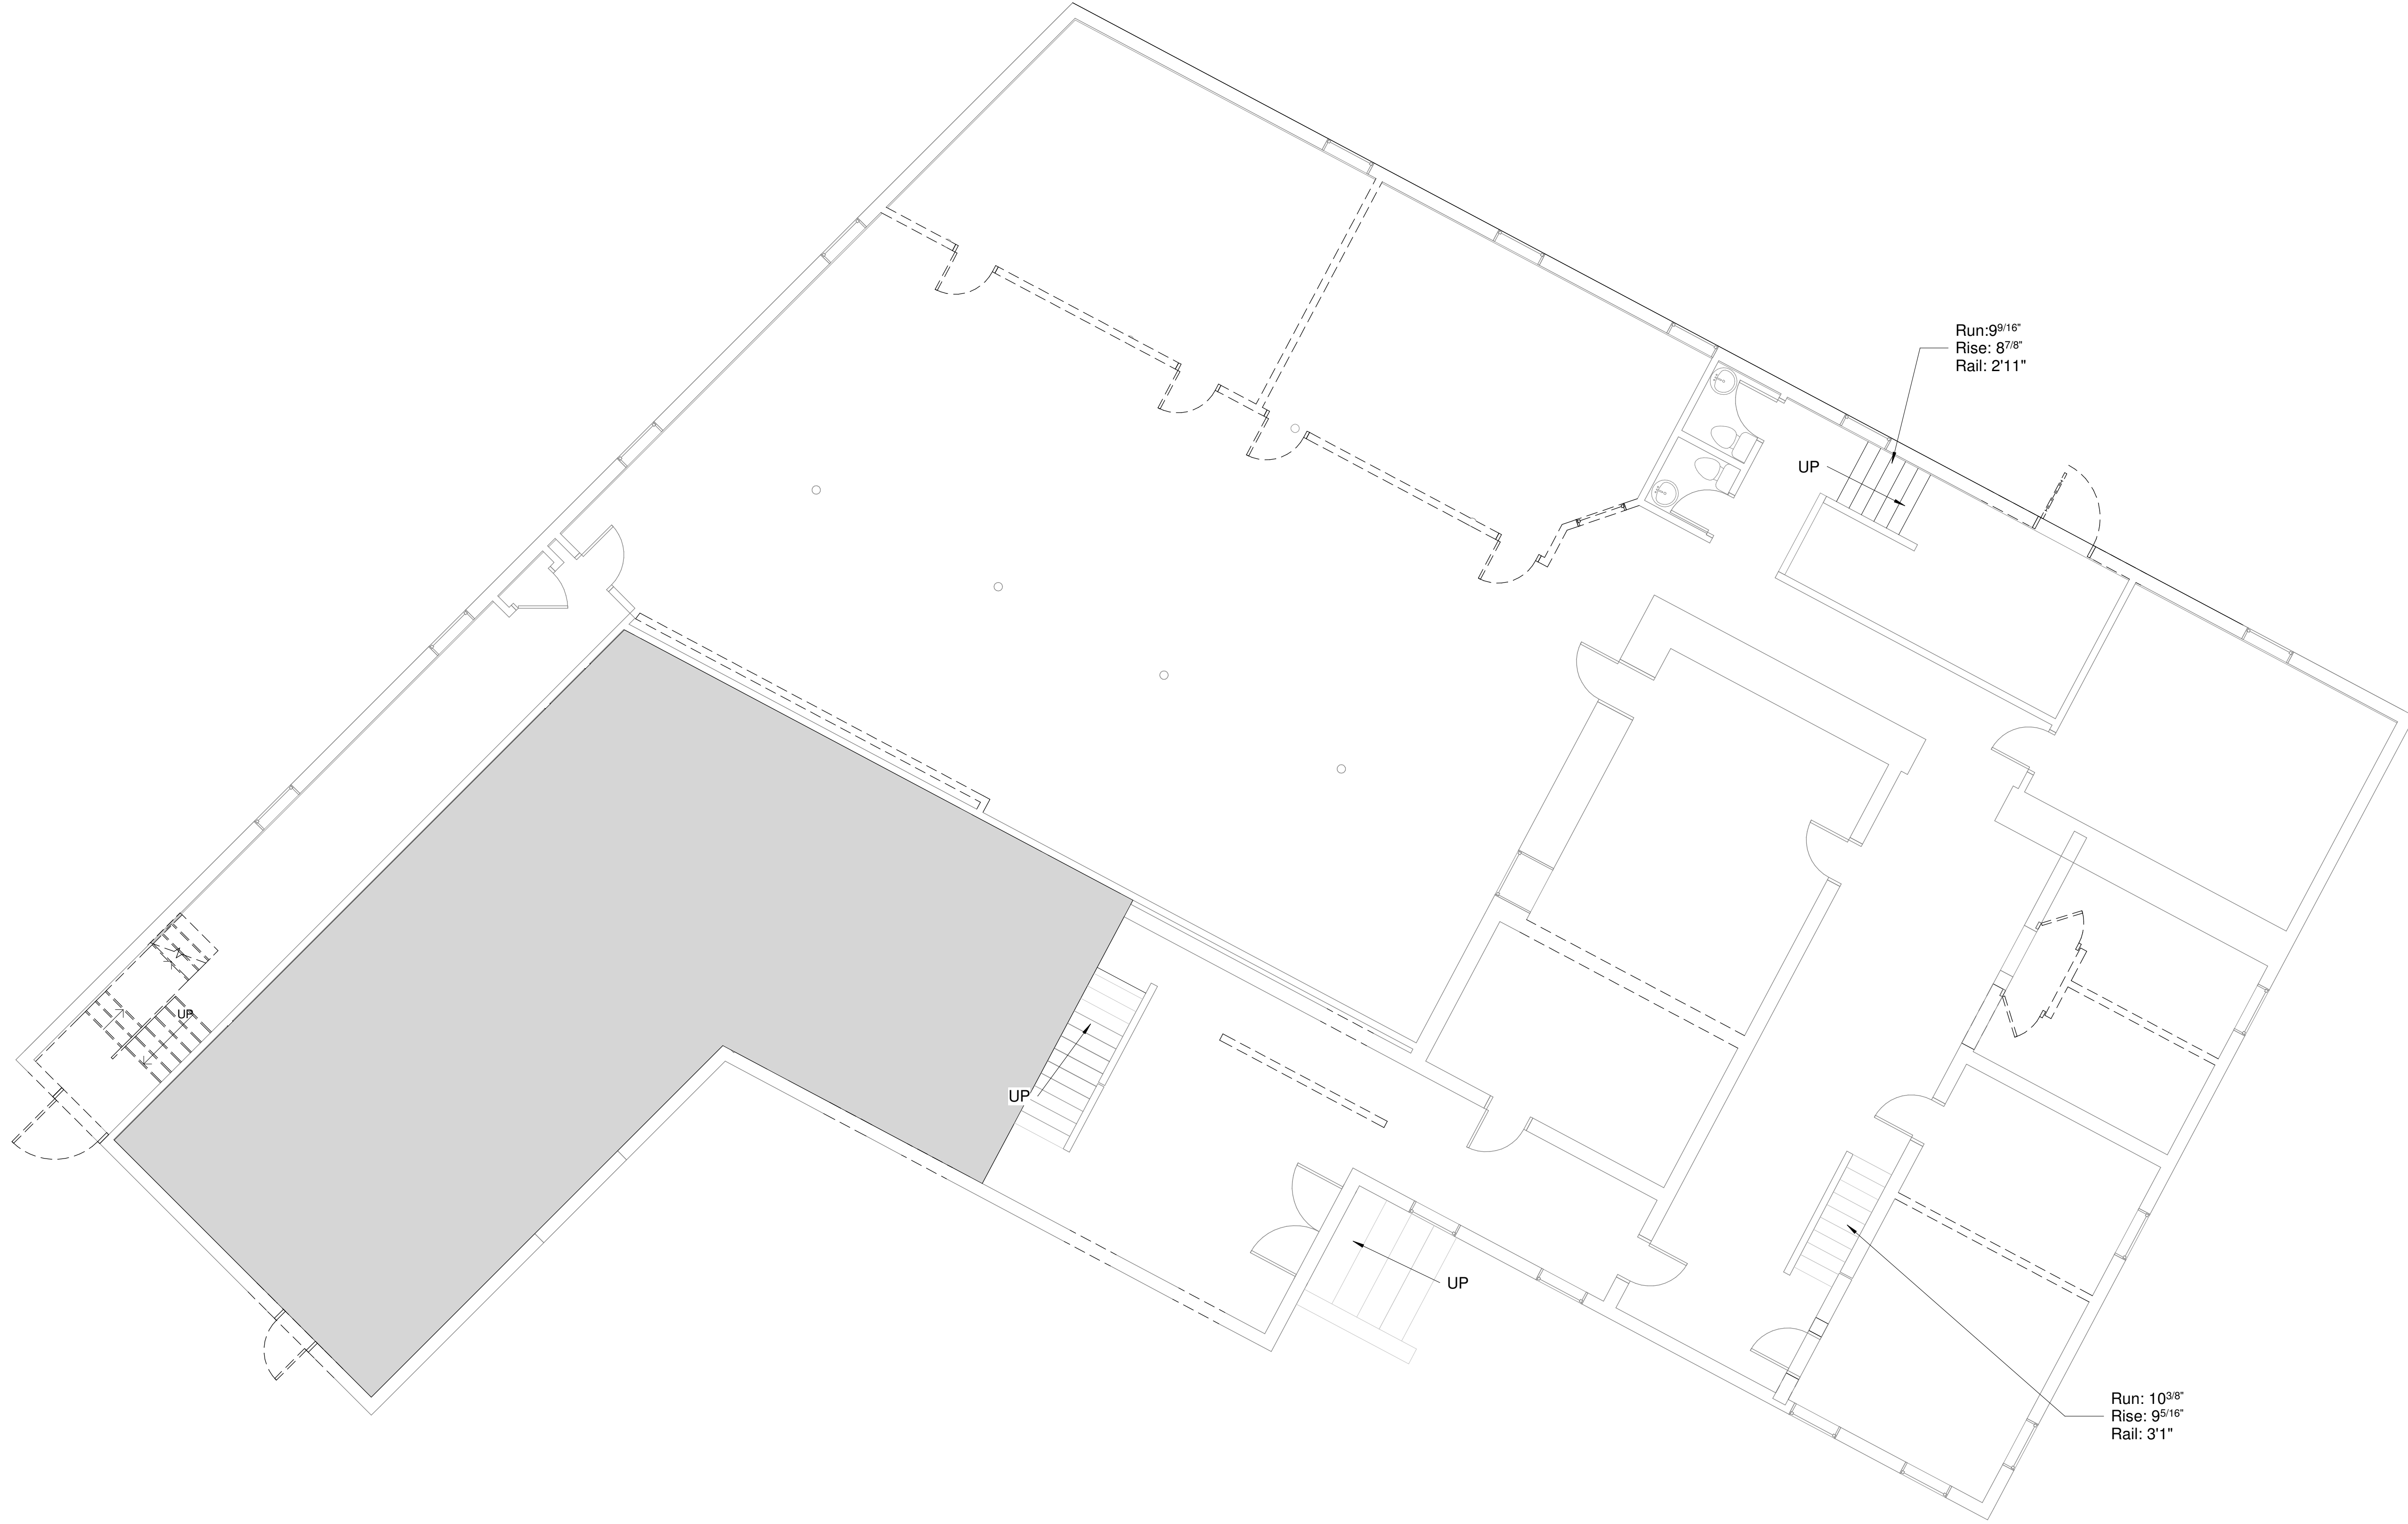 Run:9 9/16"
Rise: 8 7/8"
Rail: 2'11"
UP
UP
UP
UP
Run: 10 3/8"
Rise: 9 5/16"
Rail: 3'1"